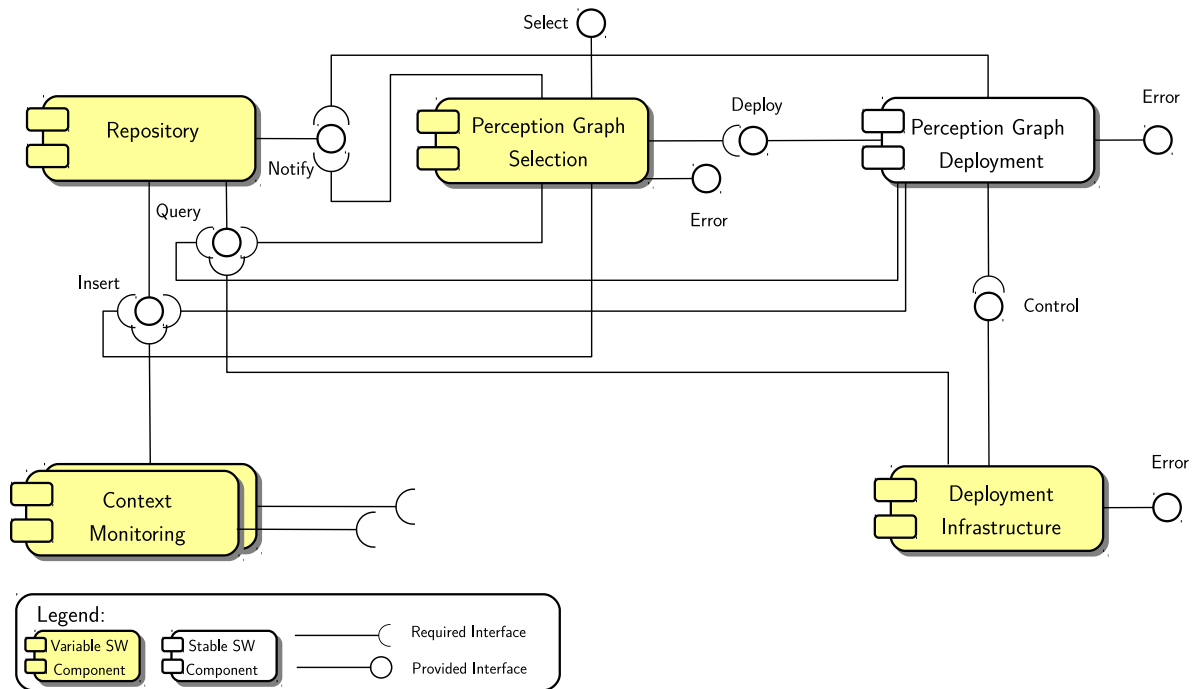 Select
Repository
Notify
Perception Graph
Selection
Deploy
Error
Perception Graph
Deployment
Error
Query
Insert
Control
Context
Monitoring
Deployment
Infrastructure
Error
Legend:
Variable SW
Component
Stable SW
Component
Required Interface
Provided Interface